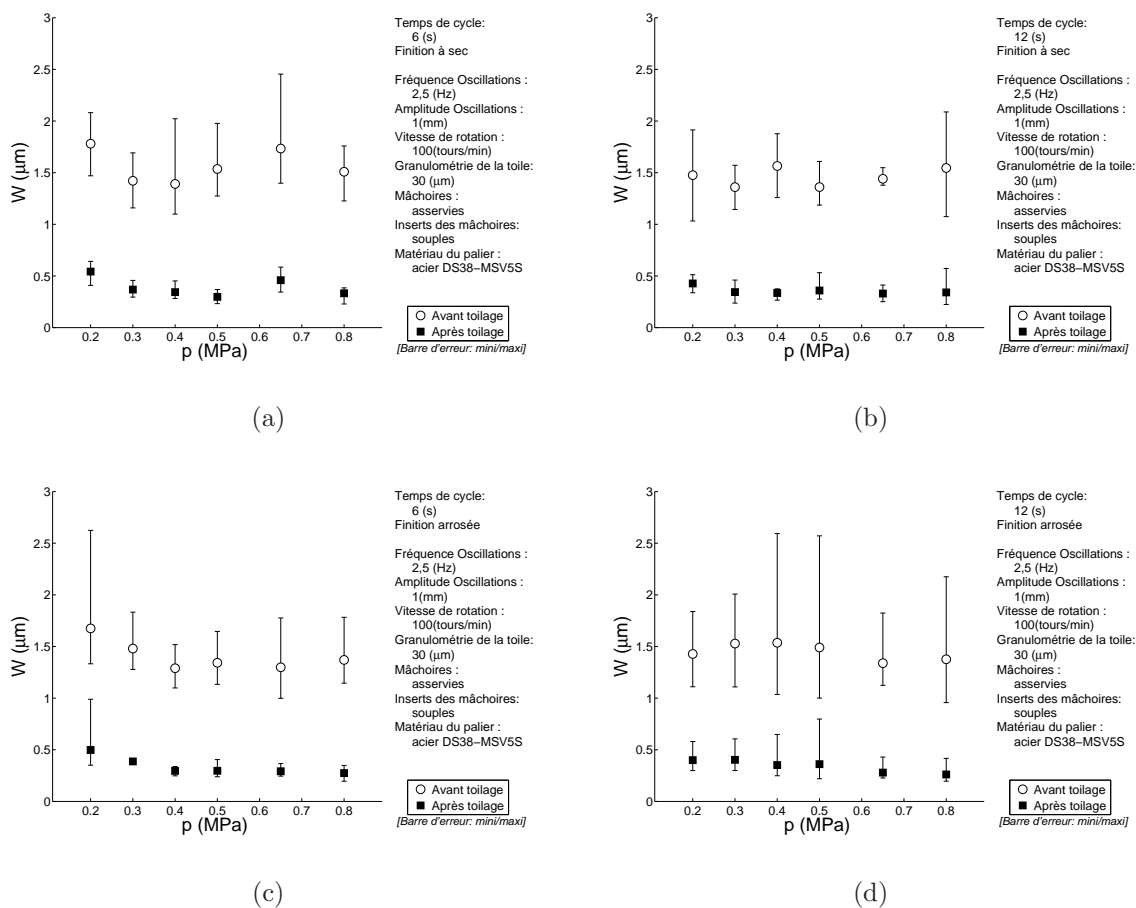 3
2.5
2
1.5
1
0.5
0
W (μm)
0.2 0.3 0.4 0.5 0.6 0.7 0.8
p (MPa)
Temps de cycle:
6 (s)
Finition à sec
Fréquence Oscillations :
2,5 (Hz)
Amplitude Oscillations :
1(mm)
Vitesse de rotation :
100(tours/min)
Granulométrie de la toile:
30 (μm)
Mâchoires :
asservies
Inserts des mâchoires:
souples
Matériau du palier :
acier DS38−MSV5S
Avant toilage
Après toilage
[Barre d'erreur: mini/maxi]
(a)
3
2.5
2
1.5
1
0.5
0
W (μm)
0.2 0.3 0.4 0.5 0.6 0.7 0.8
p (MPa)
Temps de cycle:
12 (s)
Finition à sec
Fréquence Oscillations :
2,5 (Hz)
Amplitude Oscillations :
1(mm)
Vitesse de rotation :
100(tours/min)
Granulométrie de la toile:
30 (μm)
Mâchoires :
asservies
Inserts des mâchoires:
souples
Matériau du palier :
acier DS38−MSV5S
Avant toilage
Après toilage
[Barre d'erreur: mini/maxi]
(b)
3
2.5
2
1.5
1
0.5
0
W (μm)
0.2 0.3 0.4 0.5 0.6 0.7 0.8
p (MPa)
Temps de cycle:
6 (s)
Finition arrosée
Fréquence Oscillations :
2,5 (Hz)
Amplitude Oscillations :
1(mm)
Vitesse de rotation :
100(tours/min)
Granulométrie de la toile:
30 (μm)
Mâchoires :
asservies
Inserts des mâchoires:
souples
Matériau du palier :
acier DS38−MSV5S
Avant toilage
Après toilage
[Barre d'erreur: mini/maxi]
(c)
3
2.5
2
1.5
1
0.5
0
W (μm)
0.2 0.3 0.4 0.5 0.6 0.7 0.8
p (MPa)
Temps de cycle:
12 (s)
Finition arrosée
Fréquence Oscillations :
2,5 (Hz)
Amplitude Oscillations :
1(mm)
Vitesse de rotation :
100(tours/min)
Granulométrie de la toile:
30 (μm)
Mâchoires :
asservies
Inserts des mâchoires:
souples
Matériau du palier :
acier DS38−MSV5S
Avant toilage
Après toilage
[Barre d'erreur: mini/maxi]
(d)